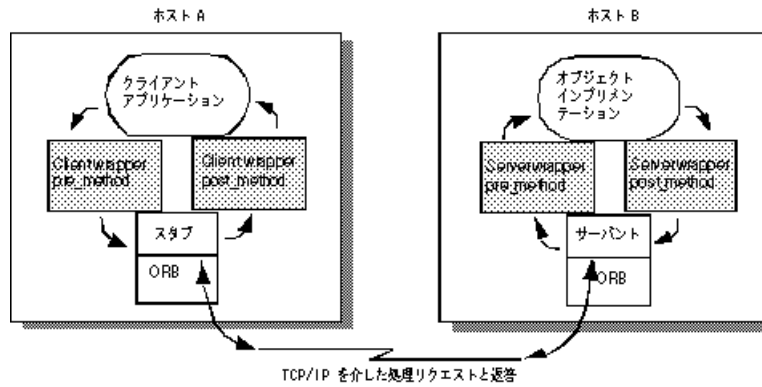 ホスト A
クライアント
アプリケーション
Clientwrapper
pre_method
Clientwrapper
post_method
スタブ
ORB
ホスト B
オブジェクト
インプリメン
テーション
Serverwrapper
pre_method
Serverwrapper
post_method
サーバント
ORB
TCP/IP を介した処理リクエストと返答